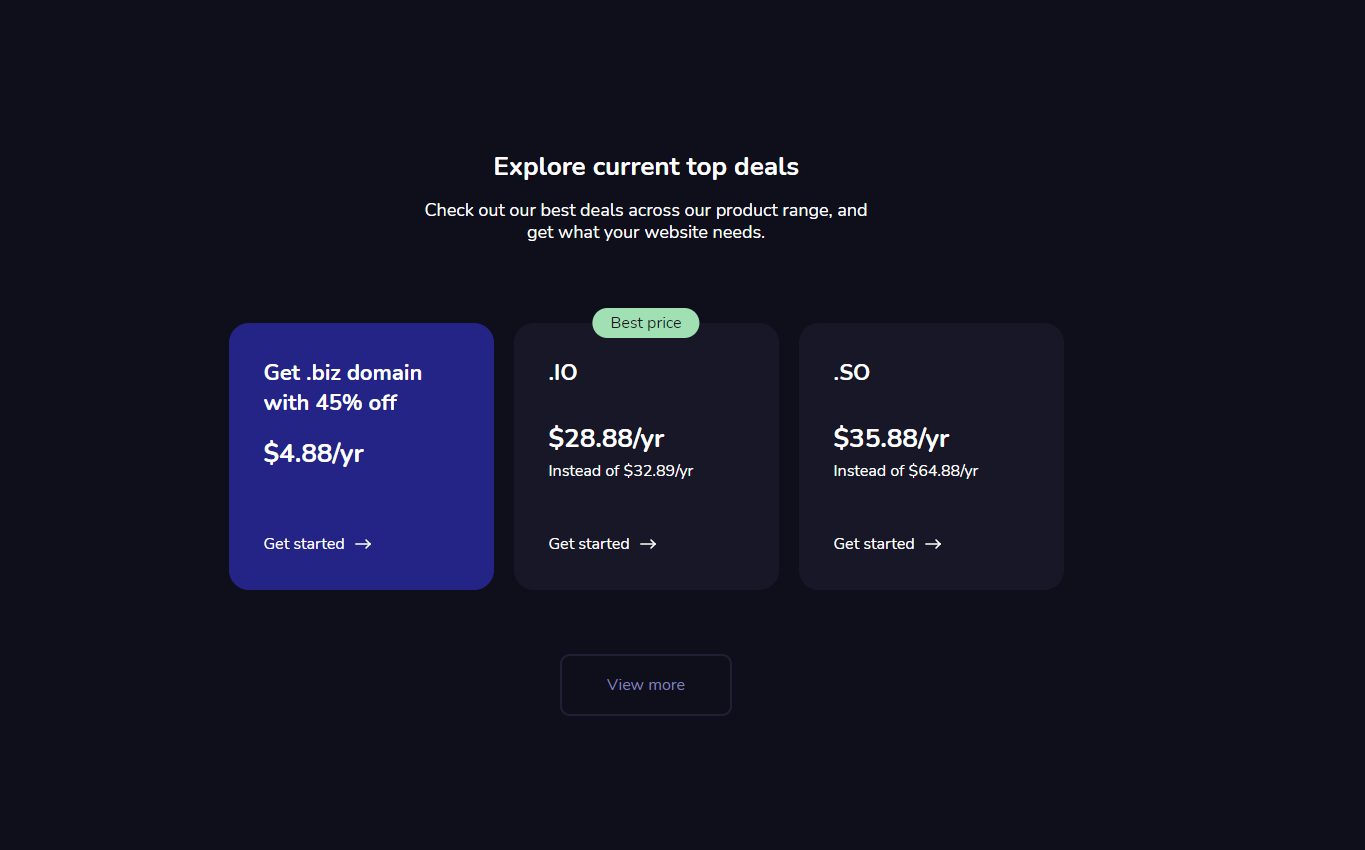 Explore current top deals
Check out our best deals across our product range, and
get what your website needs.
Get .biz domain
with 45% off
$4.88/yr
Get started
Best price
.IO
$28.88/yr
Instead of $32.89/yr
Get started
.SO
$35.88/yr
Instead of $64.88/yr
Get started
View more